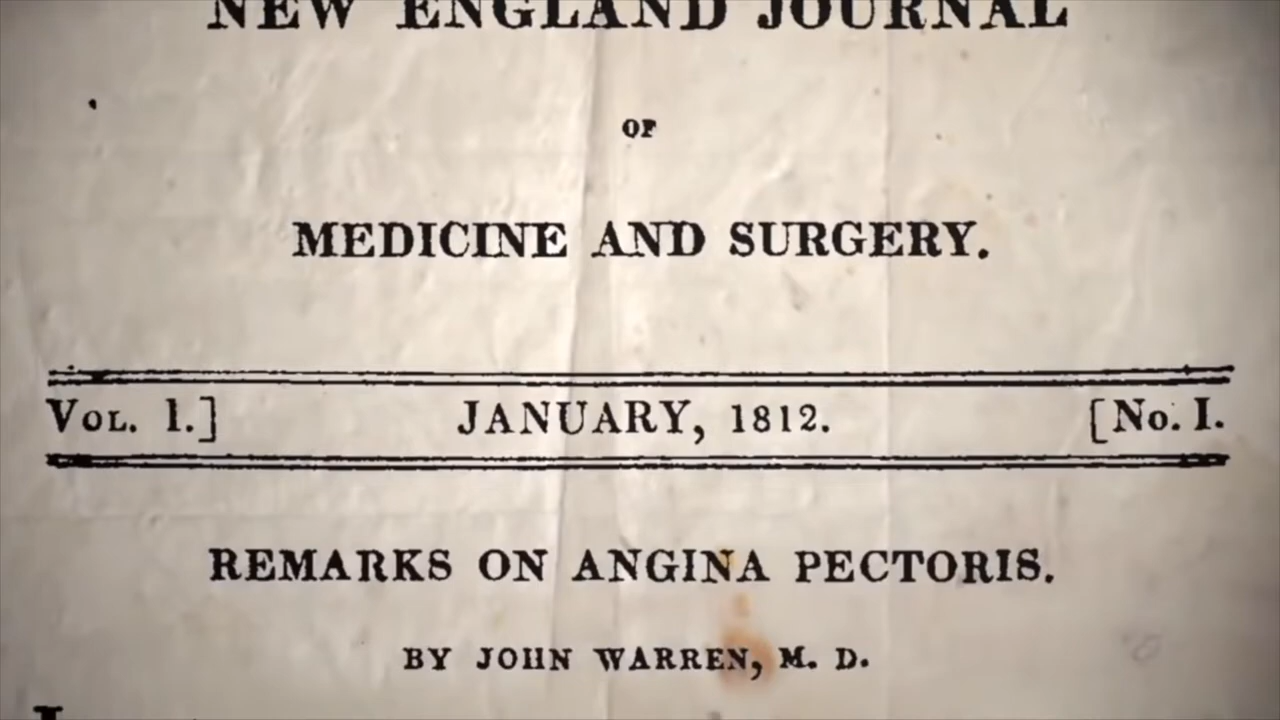 NEW ENGLAND JOURNAL
OF
MEDICINE AND SURGERY.
VOL. 1.] JANUARY, 1812. [No. I.
REMARKS ON ANGINA PECTORIS.
BY JOHN WARREN, M. D.